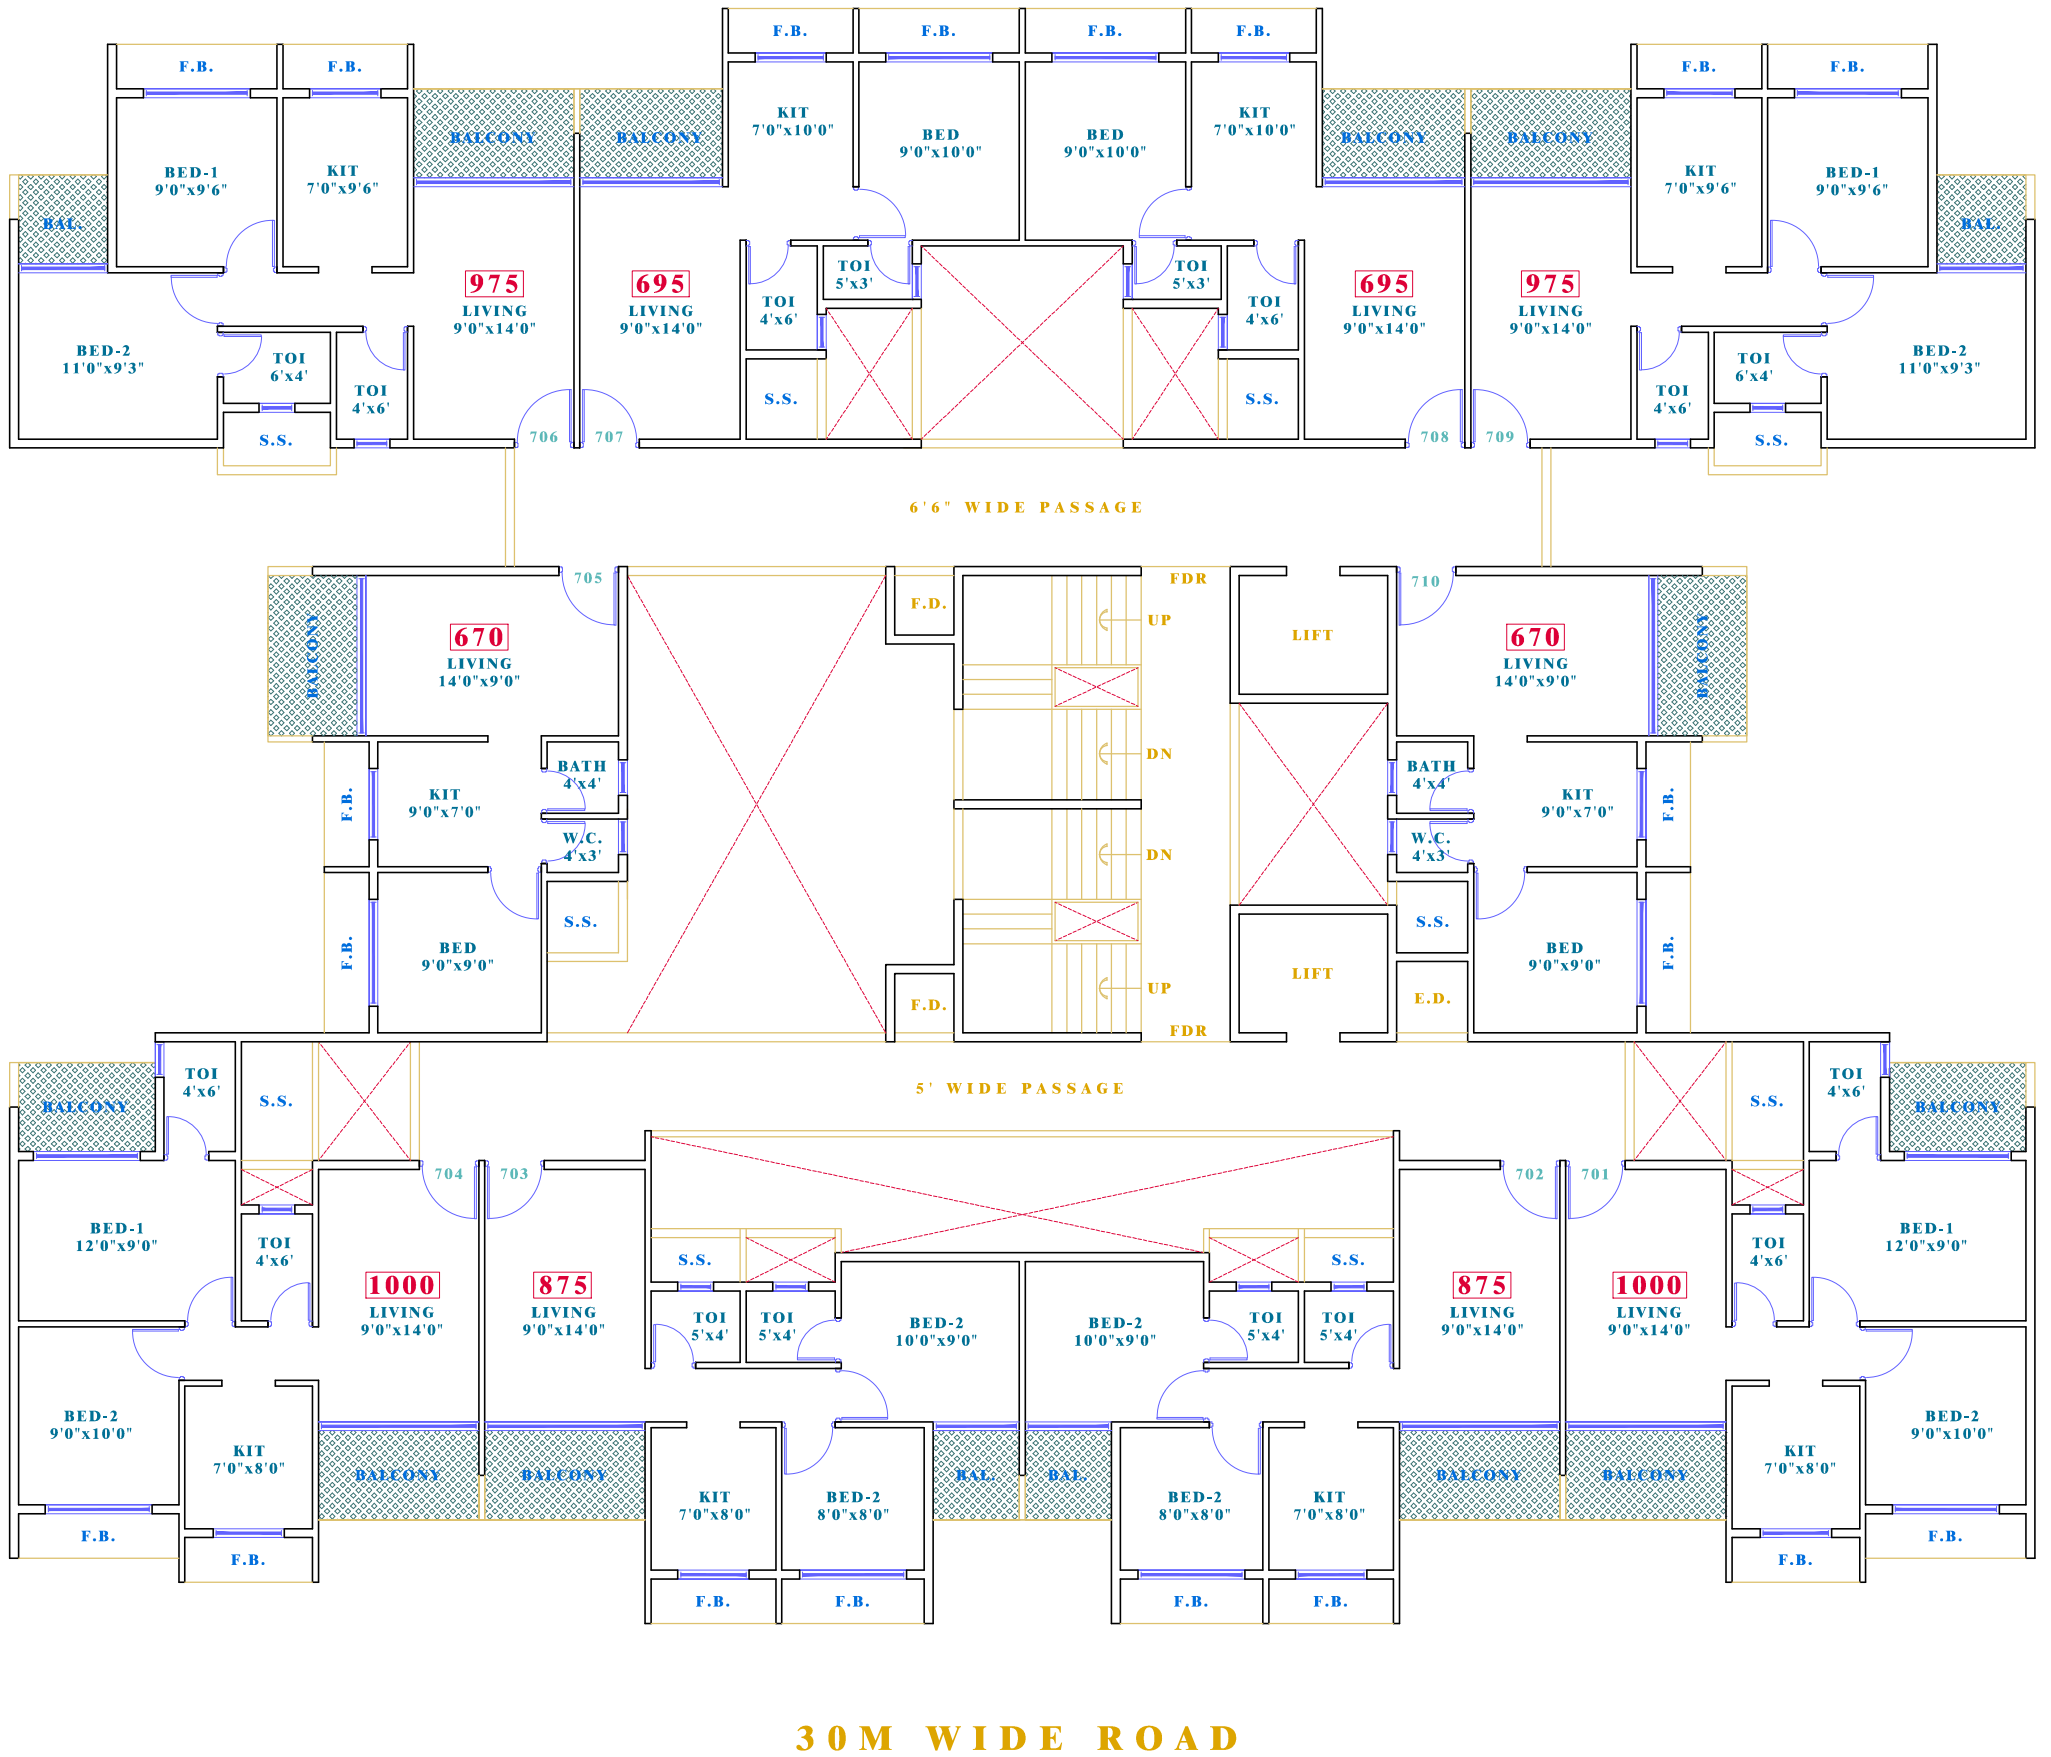 F.B.
F.B.
F.B.
F.B.
F.B.
F.B.
F.B.
F.B.
BALCONY
BALCONY
KIT
7'0"x10'0"
BED
9'0"x10'0"
BED
9'0"x10'0"
KIT
7'0"x10'0"
BALCONY
BALCONY
BED-1
9'0"x9'6"
KIT
7'0"x9'6"
KIT
7'0"x9'6"
BED-1
9'0"x9'6"
BAL.
BAL.
975
LIVING
9'0"x14'0"
695
LIVING
9'0"x14'0"
TOI
4'x6'
TOI
5'x3'
TOI
5'x3'
TOI
4'x6'
695
LIVING
9'0"x14'0"
975
LIVING
9'0"x14'0"
BED-2
11'0"x9'3"
TOI
6'x4'
TOI
4'x6'
S.S.
S.S.
TOI
4'x6'
TOI
6'x4'
BED-2
11'0"x9'3"
S.S.
706
707
708
709
S.S.
6'6" WIDE PASSAGE
705
F.D.
FDR
710
UP
LIFT
BALCONY
670
LIVING
14'0"x9'0"
670
LIVING
14'0"x9'0"
BALCONY
DN
BATH
4'x4'
BATH
4'x4'
F.B.
KIT
9'0"x7'0"
KIT
9'0"x7'0"
F.B.
W.C.
4'x3'
DN
W.C.
4'x3'
S.S.
S.S.
F.B.
BED
9'0"x9'0"
BED
9'0"x9'0"
F.B.
LIFT
UP
F.D.
E.D.
FDR
TOI
4'x6'
S.S.
5' WIDE PASSAGE
S.S.
TOI
4'x6'
BALCONY
BALCONY
704
703
702
701
BED-1
12'0"x9'0"
TOI
4'x6'
TOI
4'x6'
BED-1
12'0"x9'0"
S.S.
S.S.
1000
LIVING
9'0"x14'0"
875
LIVING
9'0"x14'0"
TOI
5'x4'
TOI
5'x4'
BED-2
10'0"x9'0"
BED-2
10'0"x9'0"
TOI
5'x4'
TOI
5'x4'
875
LIVING
9'0"x14'0"
1000
LIVING
9'0"x14'0"
BED-2
9'0"x10'0"
KIT
7'0"x8'0"
KIT
7'0"x8'0"
BED-2
9'0"x10'0"
BALCONY
BALCONY
BAL.
BAL.
BALCONY
BALCONY
KIT
7'0"x8'0"
BED-2
8'0"x8'0"
BED-2
8'0"x8'0"
KIT
7'0"x8'0"
F.B.
F.B.
F.B.
F.B.
F.B.
F.B.
F.B.
F.B.
30M WIDE ROAD